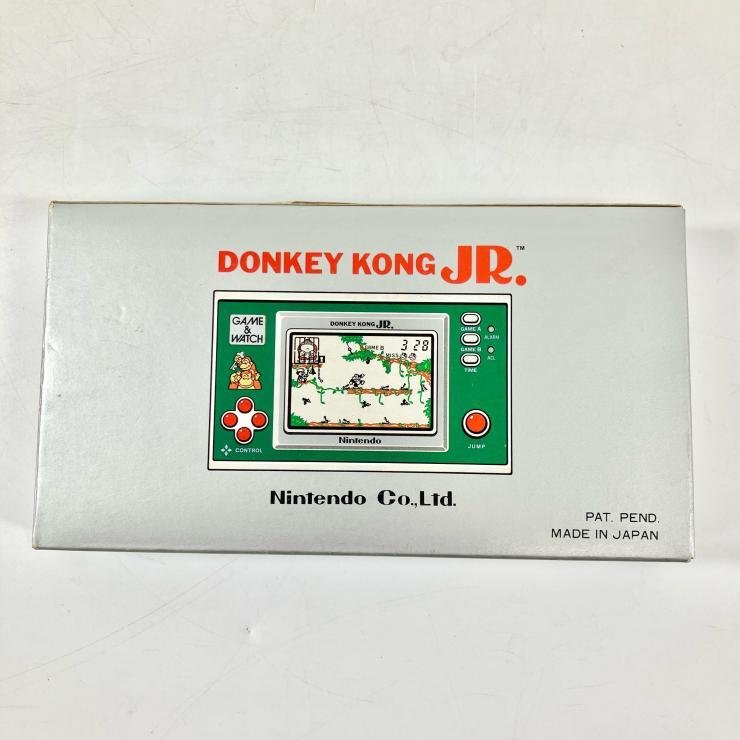 DONKEY KONG JR.™
GAME
&
WATCH
DONKEY KONG JR.
GAME B
3 28
MISS
GAME A
ALARM
GAME B
ACL
TIME
CONTROL
Nintendo
JUMP
Nintendo Co.,Ltd.
PAT. PEND.
MADE IN JAPAN